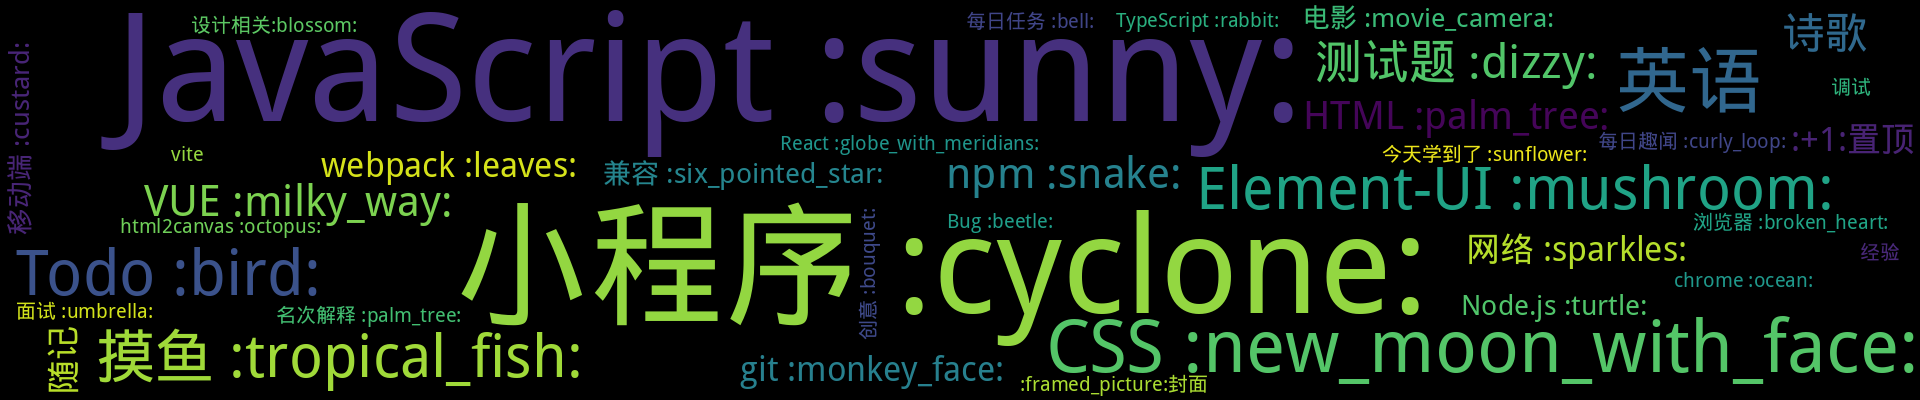 JavaScript :sunny:
设计相关:blossom:
每日任务 :bell:
TypeScript :rabbit:
电影 :movie_camera:
诗歌
移动端 :custard:
测试题 :dizzy:
英语
调试
HTML :palm_tree:
React :globe_with_meridians:
每日趣闻 :curly_loop:
:+1:置顶
vite
webpack :leaves:
兼容 :six_pointed_star:
npm :snake:
今天学到了 :sunflower:
Element-UI :mushroom:
VUE :milky_way:
html2canvas :octopus:
Bug :beetle:
浏览器 :broken_heart:
小程序 :cyclone:
创意 :bouquet:
网络 :sparkles:
经验
Todo :bird:
chrome :ocean:
面试 :umbrella:
名次解释 :palm_tree:
Node.js :turtle:
随记
摸鱼 :tropical_fish:
git :monkey_face:
CSS :new_moon_with_face:
:framed_picture:封面